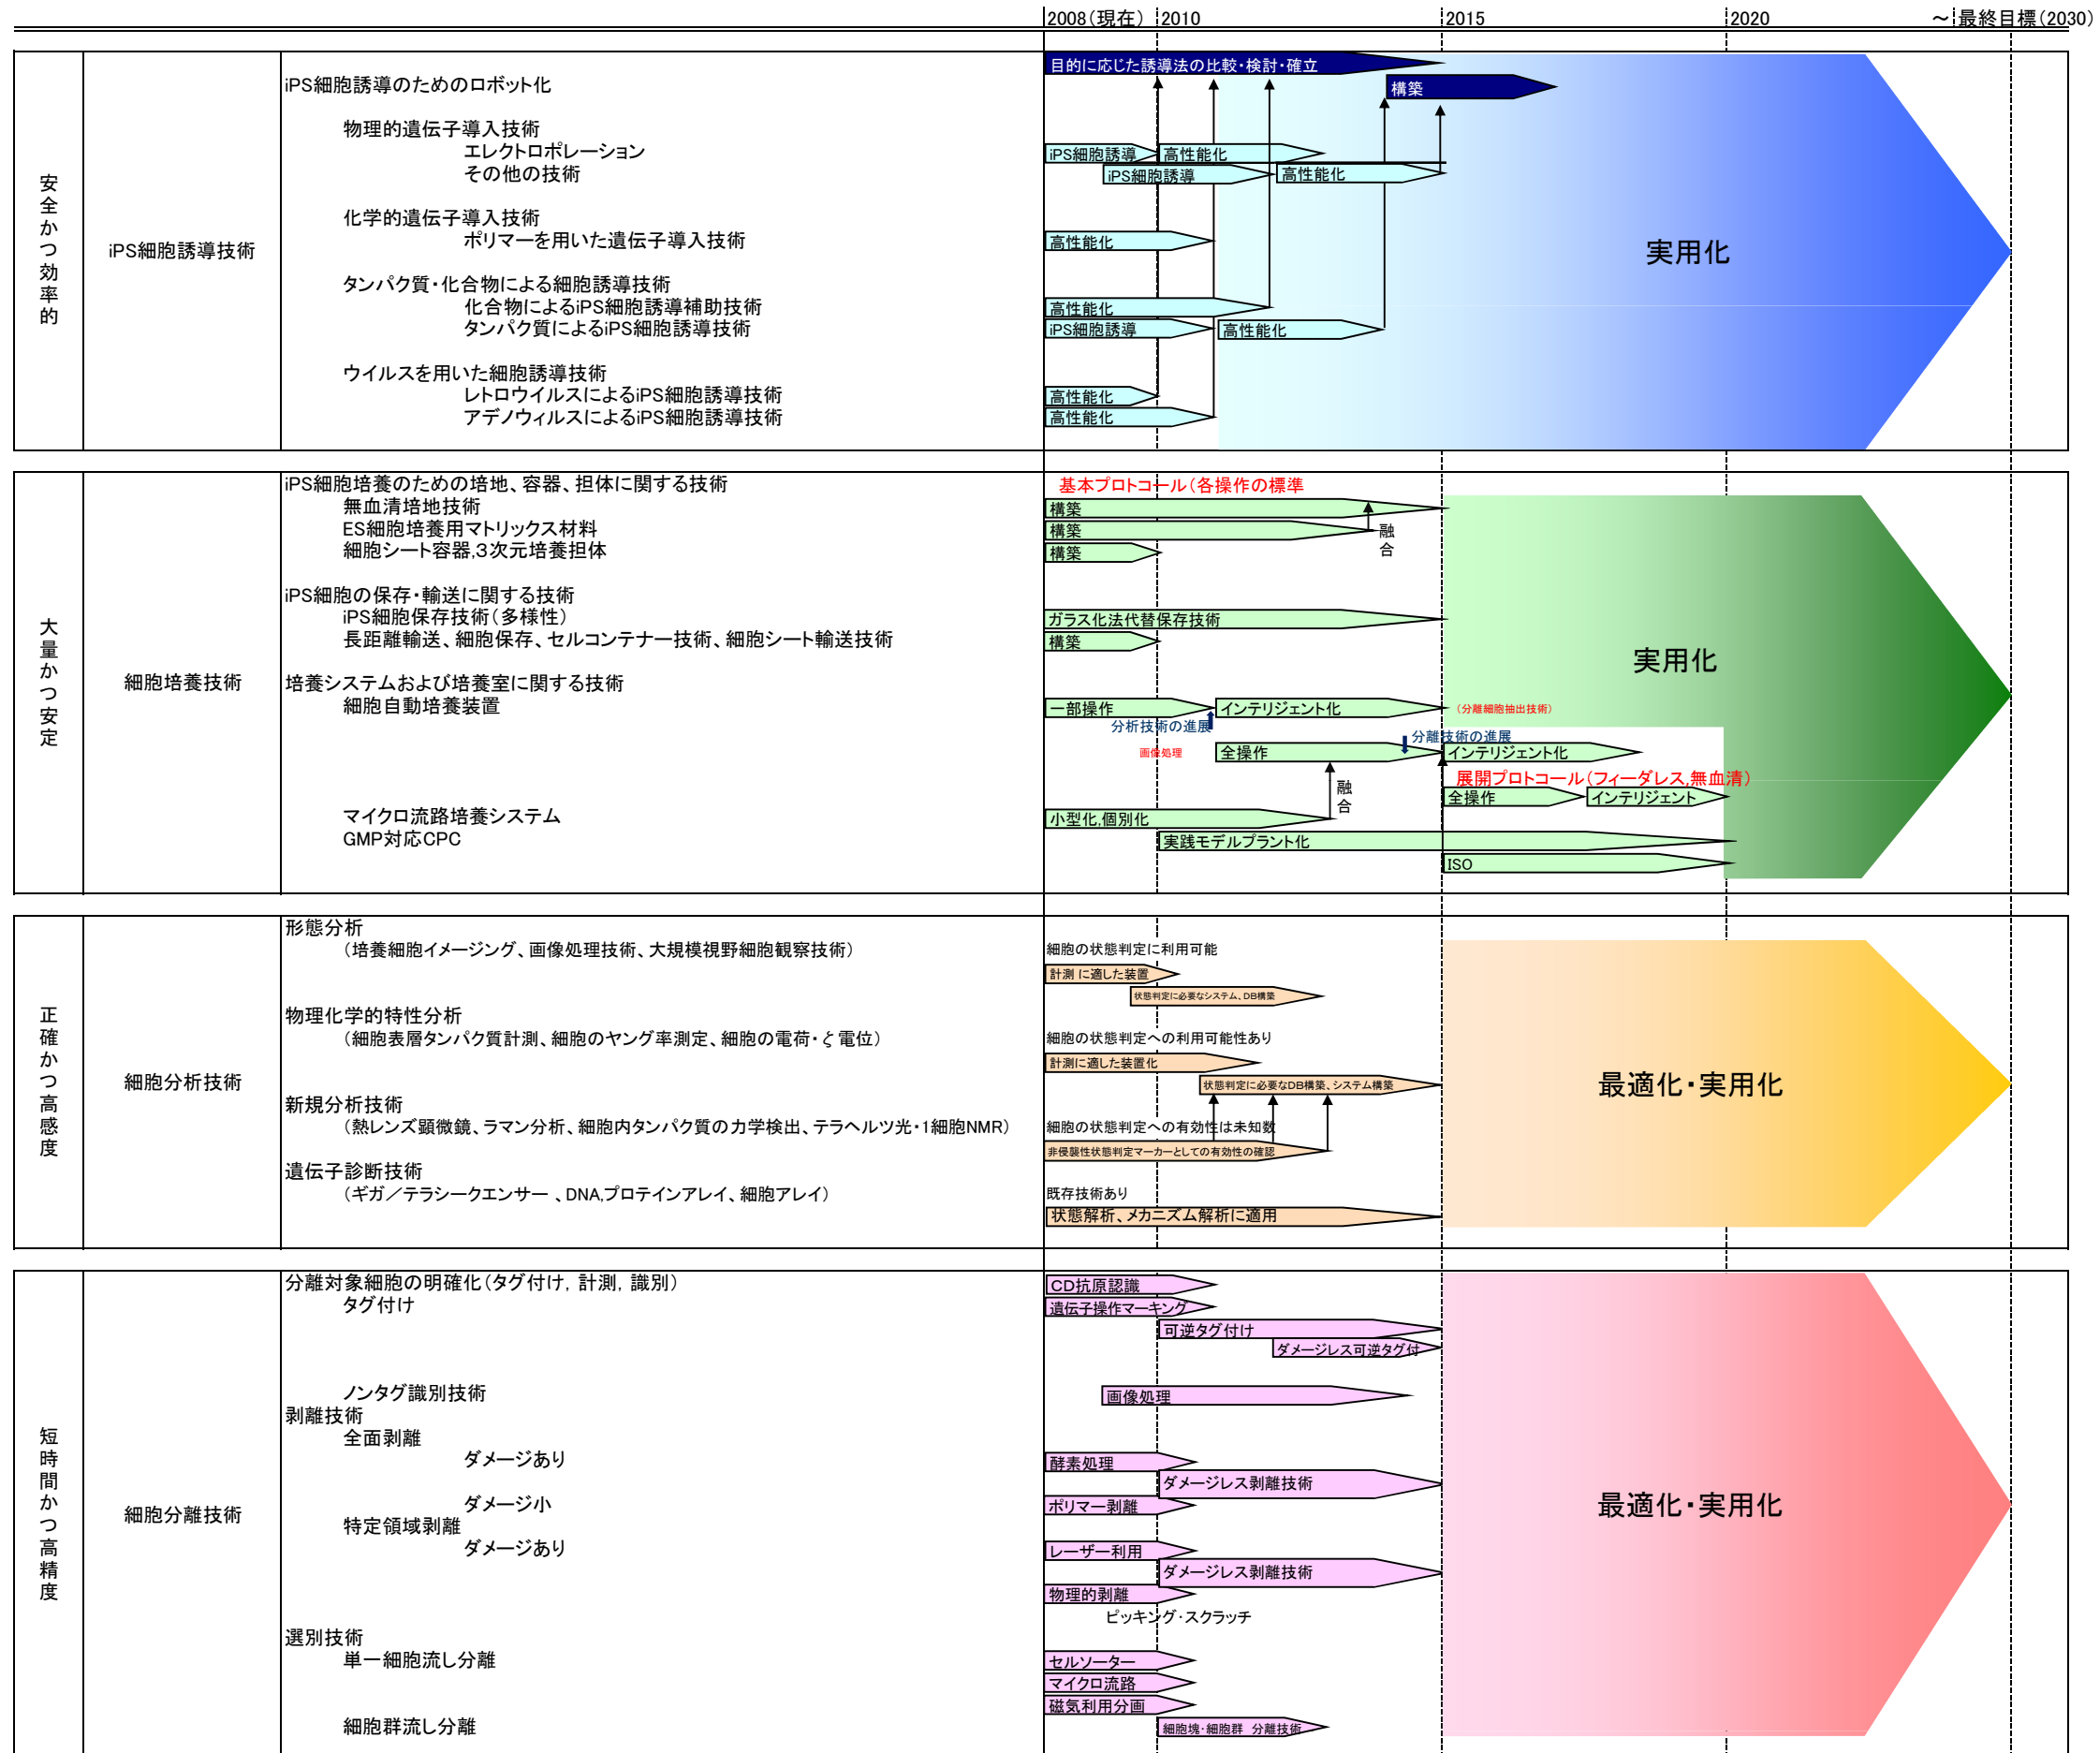 2008(現在) 2010 2015 2020 ～ 最終目標(2030)
安全かつ効率的
iPS細胞誘導技術
目的に応じた誘導法の比較・検討・確立
iPS細胞誘導のためのロボット化 構築
物理的遺伝子導入技術
エレクトロポレーション iPS細胞誘導 高性能化
その他の技術 iPS細胞誘導 高性能化
化学的遺伝子導入技術
ポリマーを用いた遺伝子導入技術 高性能化
実用化
タンパク質・化合物による細胞誘導技術
化合物によるiPS細胞誘導補助技術 高性能化
タンパク質によるiPS細胞誘導技術 iPS細胞誘導 高性能化
ウイルスを用いた細胞誘導技術
レトロウイルスによるiPS細胞誘導技術 高性能化
アデノウィルスによるiPS細胞誘導技術 高性能化
大量かつ安定
細胞培養技術
iPS細胞培養のための培地、容器、担体に関する技術 基本プロトコール(各操作の標準
無血清培地技術 構築
ES細胞培養用マトリックス材料 構築 融合
細胞シート容器,3次元培養担体 構築
iPS細胞の保存・輸送に関する技術
iPS細胞保存技術(多様性) ガラス化法代替保存技術
長距離輸送、細胞保存、セルコンテナー技術、細胞シート輸送技術 構築
実用化
培養システムおよび培養室に関する技術
細胞自動培養装置 一部操作 インテリジェント化 (分離細胞抽出技術)
分析技術の進展 分離技術の進展
画像処理 全操作 インテリジェント化
展開プロトコール(フィーダレス,無血清)
融合 全操作 インテリジェント
マイクロ流路培養システム 小型化,個別化
GMP対応CPC 実践モデルプラント化
ISO
正確かつ高感度
細胞分析技術
形態分析
(培養細胞イメージング、画像処理技術、大規模視野細胞観察技術) 細胞の状態判定に利用可能
計測 に適した装置
状態判定に必要なシステム、DB構築
物理化学的特性分析
(細胞表層タンパク質計測、細胞のヤング率測定、細胞の電荷・ζ電位) 細胞の状態判定への利用可能性あり
計測に適した装置化
状態判定に必要なDB構築、システム構築
最適化・実用化
新規分析技術
(熱レンズ顕微鏡、ラマン分析、細胞内タンパク質の力学検出、テラヘルツ光・1細胞NMR) 細胞の状態判定への有効性は未知数
非侵襲性状態判定マーカーとしての有効性の確認
遺伝子診断技術
(ギガ／テラシークエンサー 、DNA,プロテインアレイ、細胞アレイ) 既存技術あり
状態解析、メカニズム解析に適用
短時間かつ高精度
細胞分離技術
分離対象細胞の明確化(タグ付け, 計測, 識別) CD抗原認識
タグ付け 遺伝子操作マーキング
可逆タグ付け
ダメージレス可逆タグ付
ノンタグ識別技術 画像処理
剥離技術
全面剥離
ダメージあり 酵素処理
ダメージレス剥離技術
ダメージ小 ポリマー剥離
最適化・実用化
特定領域剥離
ダメージあり レーザー利用
ダメージレス剥離技術
物理的剥離
ピッキング・スクラッチ
選別技術
単一細胞流し分離 セルソーター
マイクロ流路
磁気利用分画
細胞群流し分離 細胞塊・細胞群 分離技術